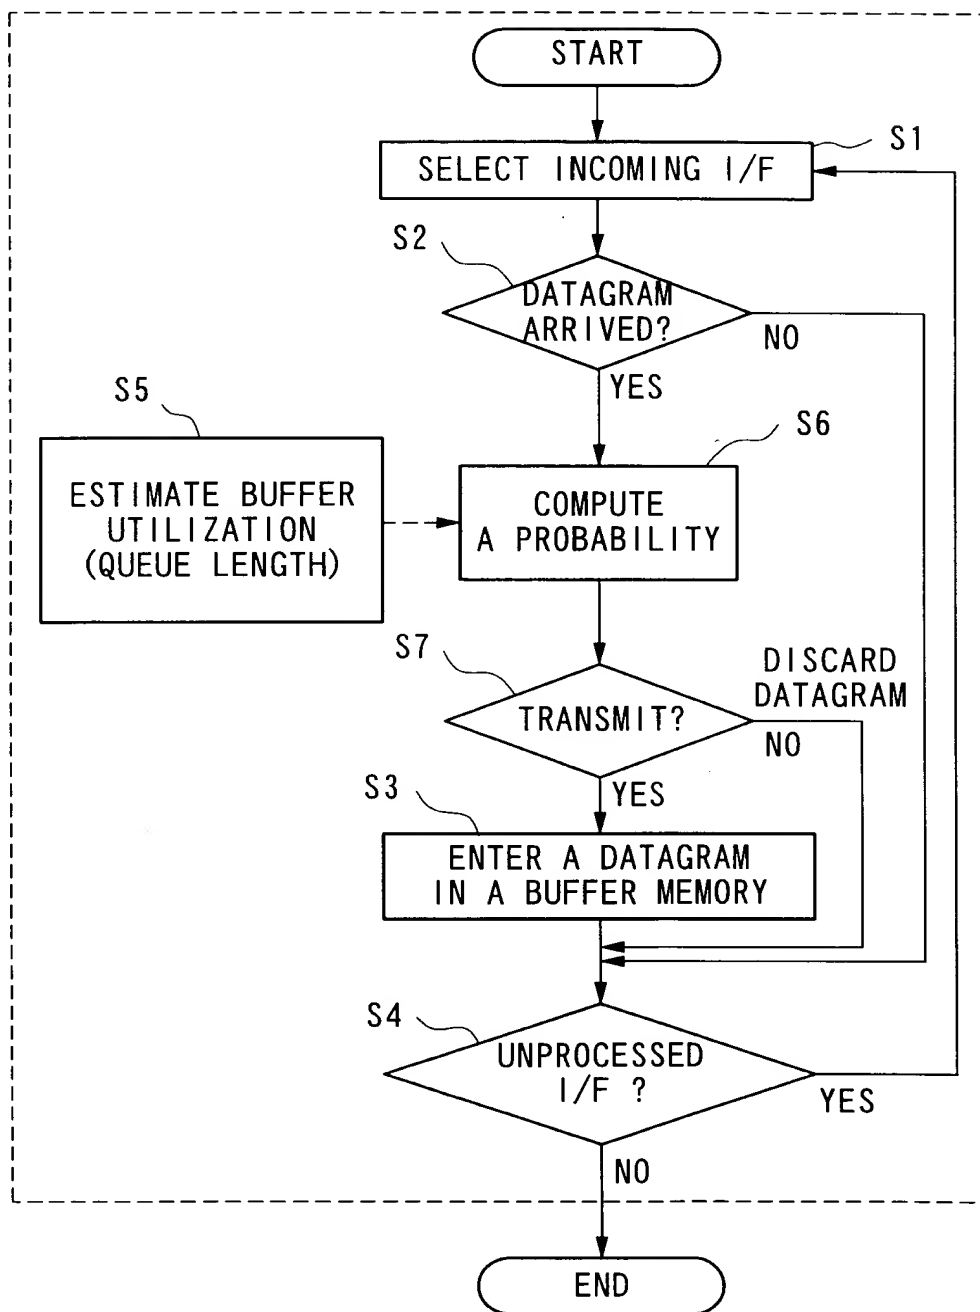 START
S1
SELECT INCOMING I/F
S2
DATAGRAM
ARRIVED?
NO
YES
S5
S6
ESTIMATE BUFFER
UTILIZATION
(QUEUE LENGTH)
COMPUTE
A PROBABILITY
S7
DISCARD
DATAGRAM
TRANSMIT?
NO
YES
S3
ENTER A DATAGRAM
IN A BUFFER MEMORY
S4
UNPROCESSED
I/F ?
YES
NO
END